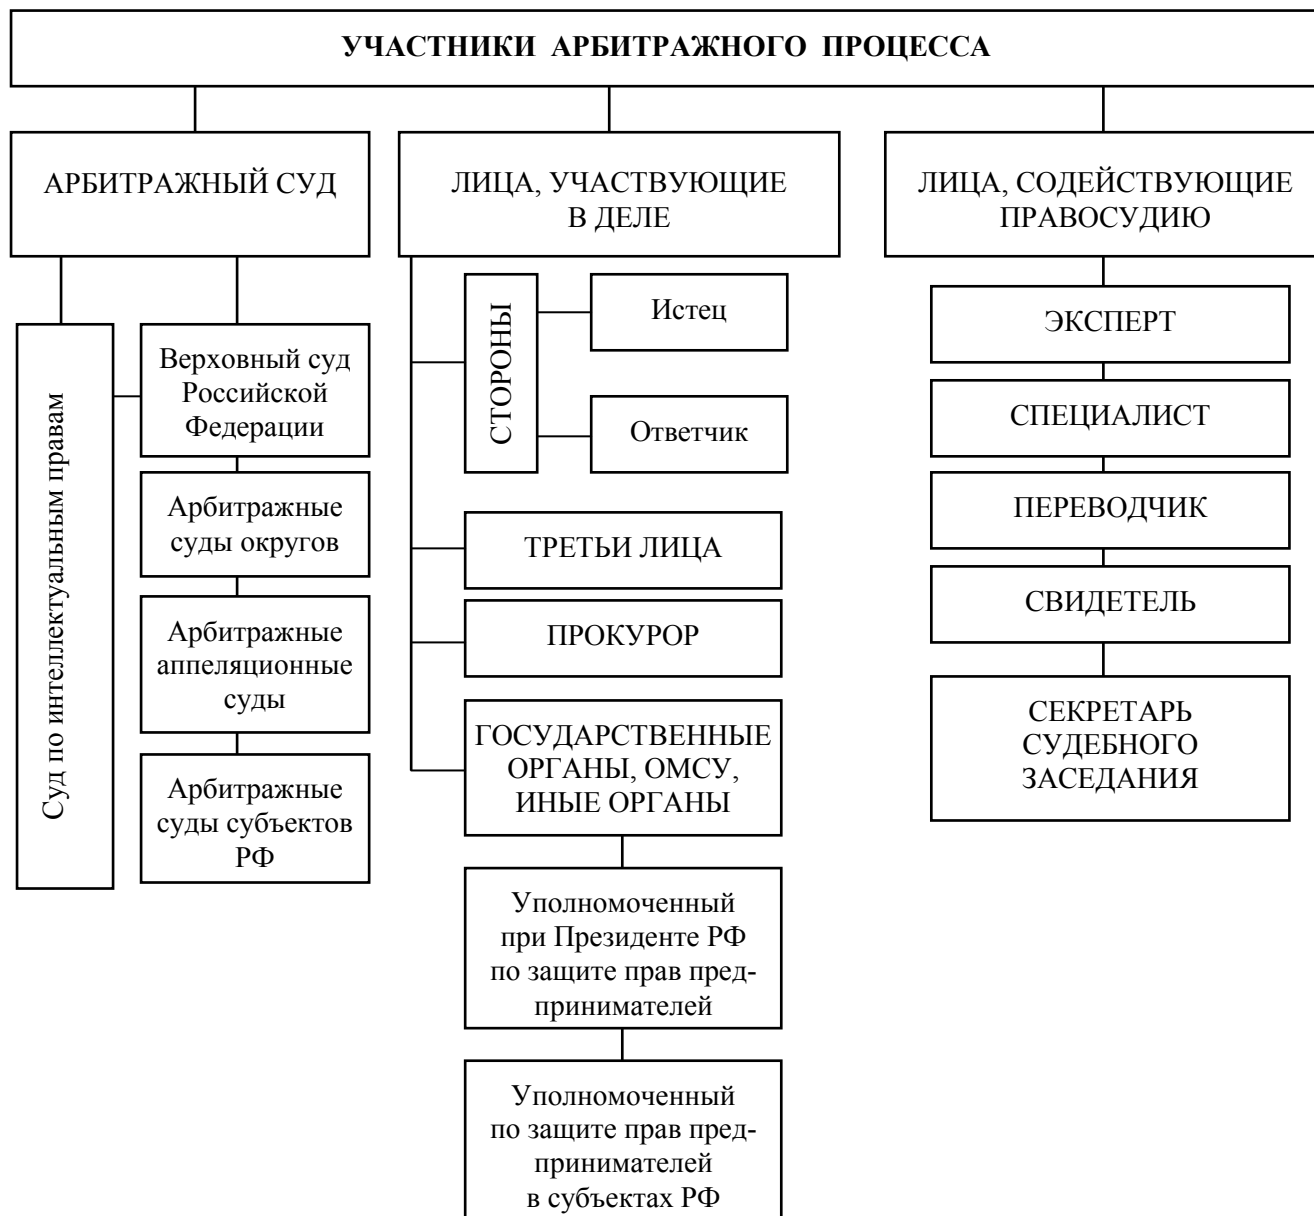 УЧАСТНИКИ АРБИТРАЖНОГО ПРОЦЕССА
АРБИТРАЖНЫЙ СУД
Суд по интеллектуальным правам
Верховный суд
Российской
Федерации
Арбитражные
суды округов
Арбитражные
аппеляционные
суды
Арбитражные
суды субъектов
РФ
ЛИЦА, УЧАСТВУЮЩИЕ
В ДЕЛЕ
СТОРОНЫ
Истец
Ответчик
ТРЕТЬИ ЛИЦА
ПРОКУРОР
ГОСУДАРСТВЕННЫЕ
ОРГАНЫ, ОМСУ,
ИНЫЕ ОРГАНЫ
Уполномоченный
при Президенте РФ
по защите прав пред-
принимателей
Уполномоченный
по защите прав пред-
принимателей
в субъектах РФ
ЛИЦА, СОДЕЙСТВУЮЩИЕ
ПРАВОСУДИЮ
ЭКСПЕРТ
СПЕЦИАЛИСТ
ПЕРЕВОДЧИК
СВИДЕТЕЛЬ
СЕКРЕТАРЬ
СУДЕБНОГО
ЗАСЕДАНИЯ